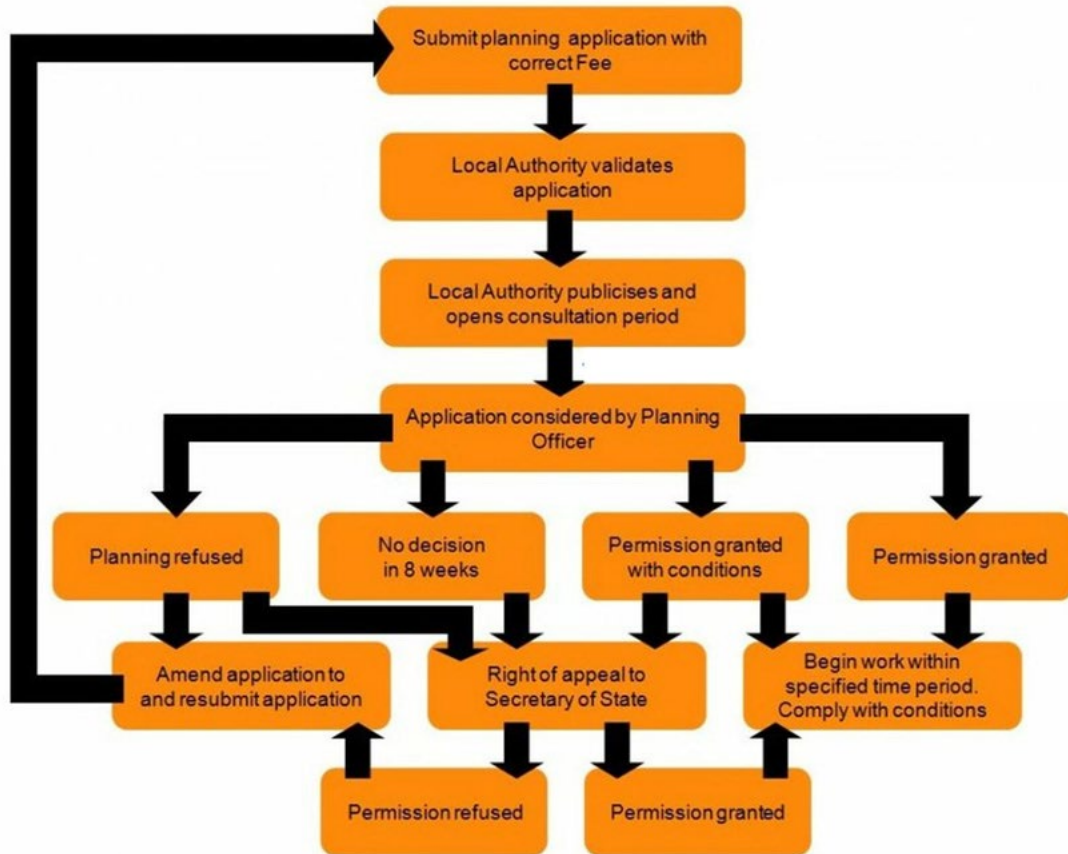 Submit planning application with
correct Fee
Local Authority validates
application
Local Authority publicises and
opens consultation period
Application considered by Planning
Officer
Planning refused
No decision
in 8 weeks
Permission granted
with conditions
Permission granted
Amend application to
and resubmit application
Right of appeal to
Secretary of State
Begin work within
specified time period.
Comply with conditions
Permission refused
Permission granted